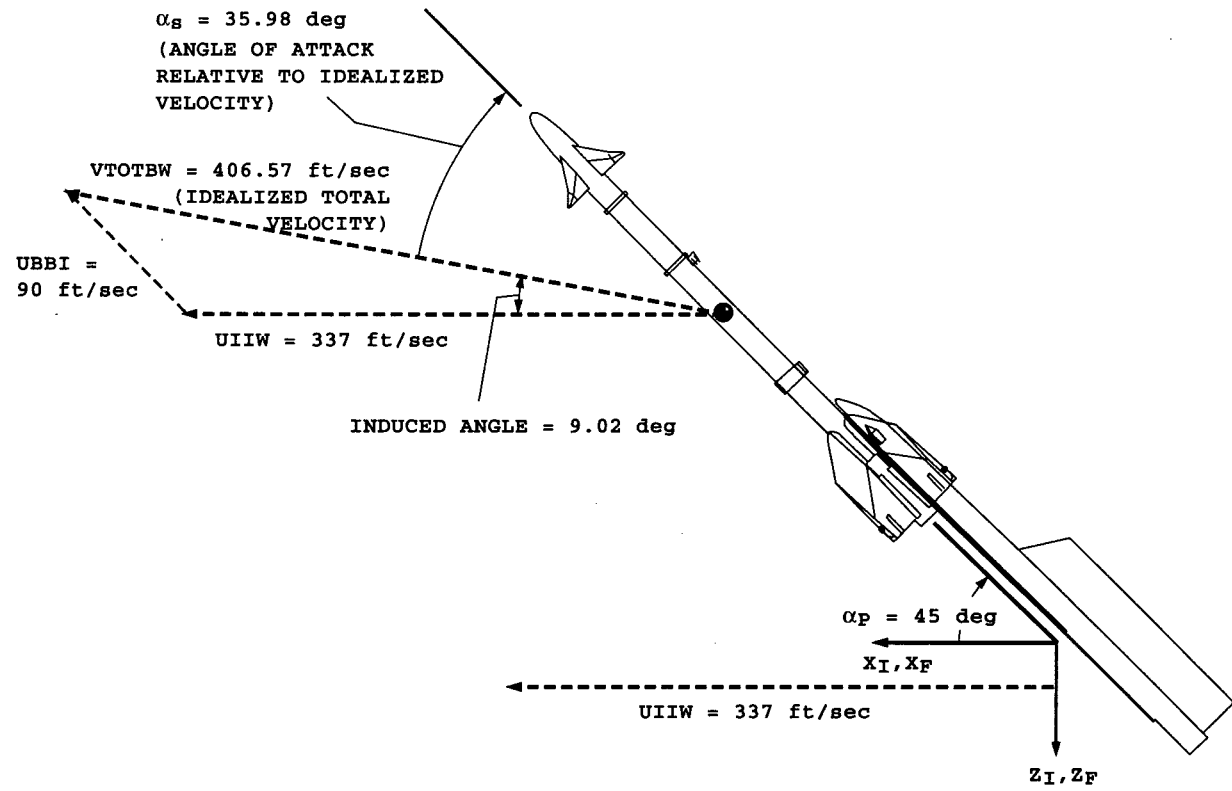 αS = 35.98 deg
(ANGLE OF ATTACK
RELATIVE TO IDEALIZED
VELOCITY)
VTOTBW = 406.57 ft/sec
(IDEALIZED TOTAL
VELOCITY)
UBBI =
90 ft/sec
UIIW = 337 ft/sec
INDUCED ANGLE = 9.02 deg
αP = 45 deg
XI,XF
UIIW = 337 ft/sec
ZI,ZF